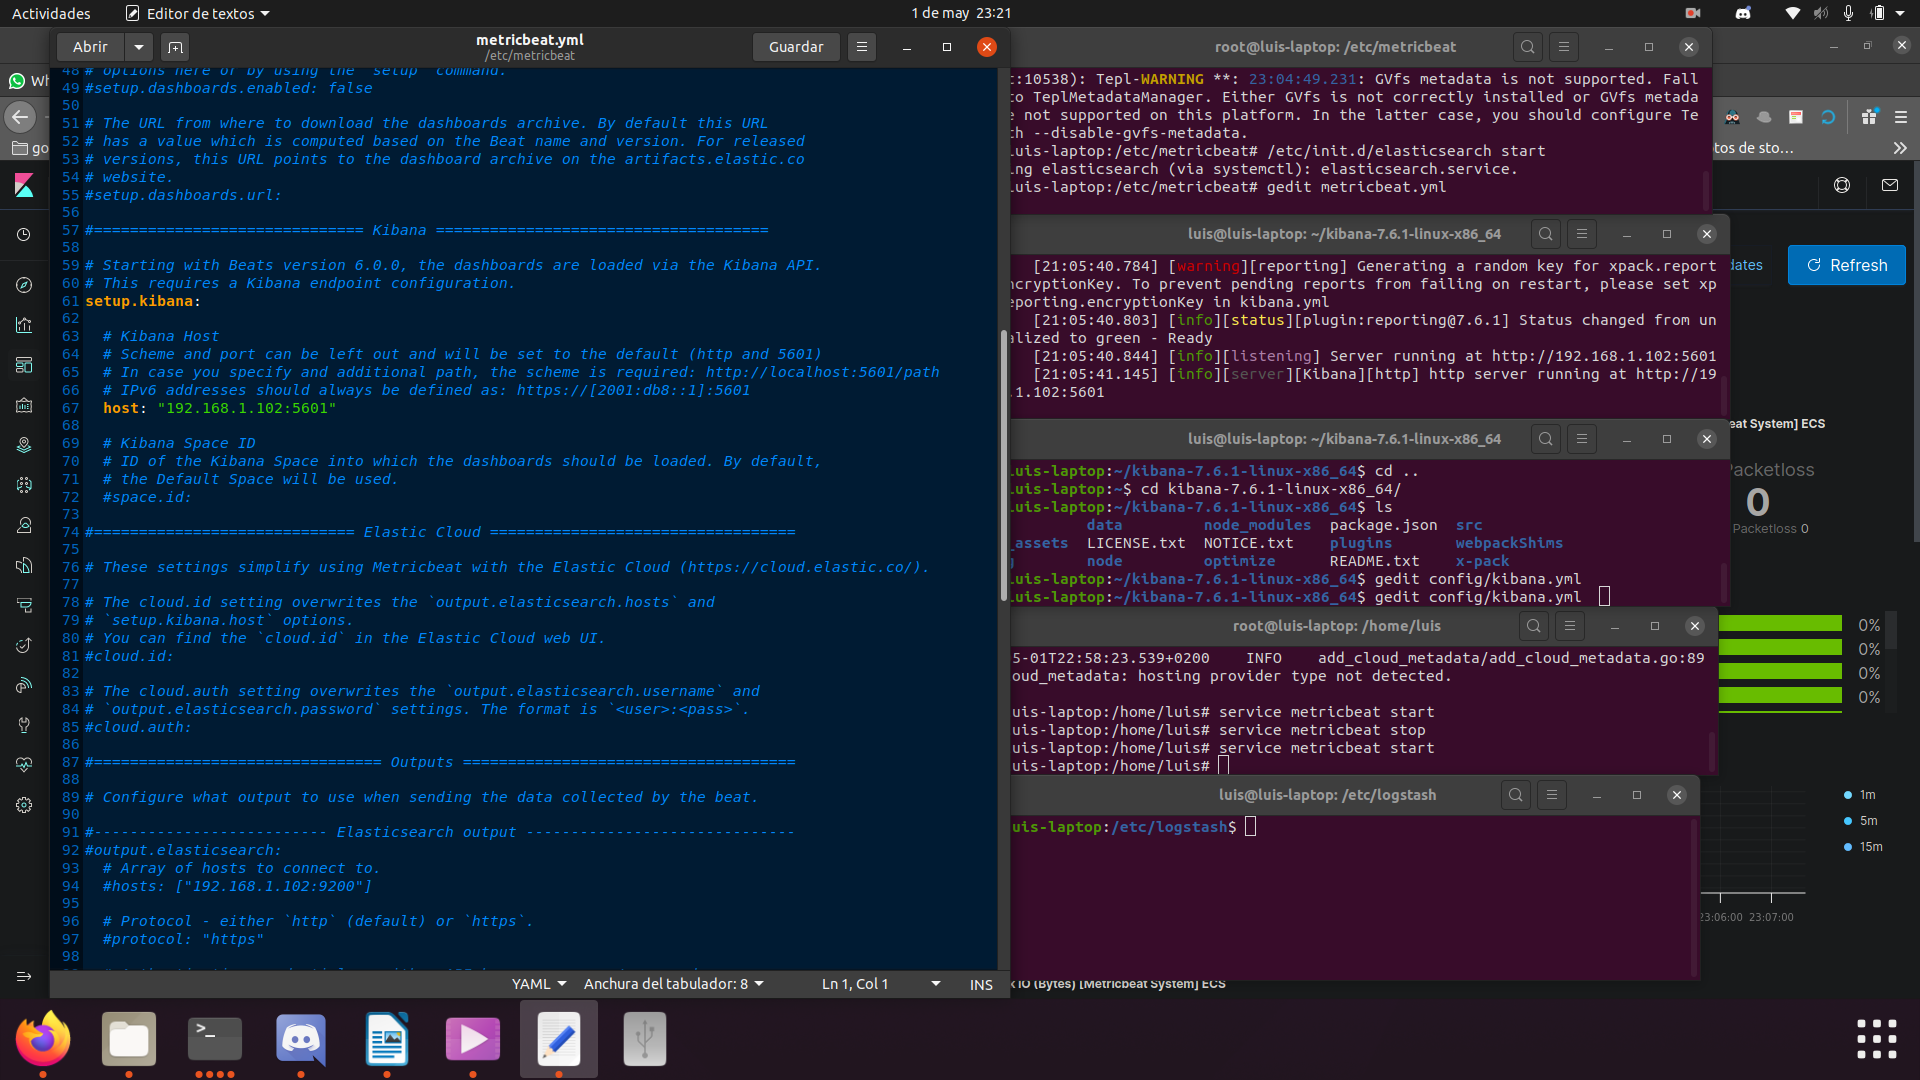 Actividades
Editor de textos
1 de may 23:21
Abrir
metricbeat.yml
/etc/metricbeat
Guardar
48 # options here or by using the `setup` command.
49 #setup.dashboards.enabled: false
50
51 # The URL from where to download the dashboards archive. By default this URL
52 # has a value which is computed based on the Beat name and version. For released
53 # versions, this URL points to the dashboard archive on the artifacts.elastic.co
54 # website.
55 #setup.dashboards.url:
56
57 #============================== Kibana =====================================
58
59 # Starting with Beats version 6.0.0, the dashboards are loaded via the Kibana API.
60 # This requires a Kibana endpoint configuration.
61 setup.kibana:
62
63   # Kibana Host
64   # Scheme and port can be left out and will be set to the default (http and 5601)
65   # In case you specify and additional path, the scheme is required: http://localhost:5601/path
66   # IPv6 addresses should always be defined as: https://[2001:db8::1]:5601
67   host: "192.168.1.102:5601"
68
69   # Kibana Space ID
70   # ID of the Kibana Space into which the dashboards should be loaded. By default,
71   # the Default Space will be used.
72   #space.id:
73
74 #============================= Elastic Cloud ==================================
75
76 # These settings simplify using Metricbeat with the Elastic Cloud (https://cloud.elastic.co/).
77
78 # The cloud.id setting overwrites the `output.elasticsearch.hosts` and
79 # `setup.kibana.host` options.
80 # You can find the `cloud.id` in the Elastic Cloud web UI.
81 #cloud.id:
82
83 # The cloud.auth setting overwrites the `output.elasticsearch.username` and
84 # `output.elasticsearch.password` settings. The format is `<user>:<pass>`.
85 #cloud.auth:
86
87 #================================ Outputs =====================================
88
89 # Configure what output to use when sending the data collected by the beat.
90
91 #-------------------------- Elasticsearch output ------------------------------
92 #output.elasticsearch:
93   # Array of hosts to connect to.
94   #hosts: ["192.168.1.102:9200"]
95
96   # Protocol - either `http` (default) or `https`.
97   #protocol: "https"
98
YAML
Anchura del tabulador: 8
Ln 1, Col 1
INS
Wh
go
root@luis-laptop: /etc/metricbeat
t:10538): Tepl-WARNING **: 23:04:49.231: GVfs metadata is not supported. Fall
to TeplMetadataManager. Either GVfs is not correctly installed or GVfs metada
e not supported on this platform. In the latter case, you should configure Te
th --disable-gvfs-metadata.
luis-laptop:/etc/metricbeat# /etc/init.d/elasticsearch start
ing elasticsearch (via systemctl): elasticsearch.service.
luis-laptop:/etc/metricbeat# gedit metricbeat.yml
luis@luis-laptop: ~/kibana-7.6.1-linux-x86_64
[21:05:40.784] [warning][reporting] Generating a random key for xpack.report
ncryptionKey. To prevent pending reports from failing on restart, please set xp
eporting.encryptionKey in kibana.yml
[21:05:40.803] [info][status][plugin:reporting@7.6.1] Status changed from un
alized to green - Ready
[21:05:40.844] [info][listening] Server running at http://192.168.1.102:5601
[21:05:41.145] [info][server][Kibana][http] http server running at http://19
.1.102:5601
luis@luis-laptop: ~/kibana-7.6.1-linux-x86_64
luis-laptop:~/kibana-7.6.1-linux-x86_64$ cd ..
luis-laptop:~$ cd kibana-7.6.1-linux-x86_64/
luis-laptop:~/kibana-7.6.1-linux-x86_64$ ls
data node_modules package.json src
_assets LICENSE.txt NOTICE.txt plugins webpackShims
g node optimize README.txt x-pack
luis-laptop:~/kibana-7.6.1-linux-x86_64$ gedit config/kibana.yml
luis-laptop:~/kibana-7.6.1-linux-x86_64$ gedit config/kibana.yml
root@luis-laptop: /home/luis
5-01T22:58:23.539+0200 INFO add_cloud_metadata/add_cloud_metadata.go:89
loud_metadata: hosting provider type not detected.
luis-laptop:/home/luis# service metricbeat start
luis-laptop:/home/luis# service metricbeat stop
luis-laptop:/home/luis# service metricbeat start
luis-laptop:/home/luis#
luis@luis-laptop: /etc/logstash
luis-laptop:/etc/logstash$
tos de sto…
dates
Refresh
eat System] ECS
Packetloss
0
Packetloss 0
0%
0%
0%
0%
1m
5m
15m
23:06:00
23:07:00
k IO (Bytes) [Metricbeat System] ECS